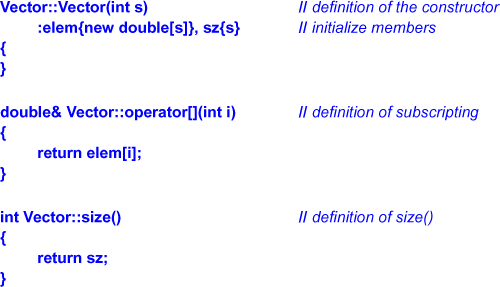 Vector::Vector(int s) // definition of the constructor
:elem{new double[s]}, sz{s} // initialize members
{
}
double& Vector::operator[](int i) // definition of subscripting
{
return elem[i];
}
int Vector::size() // definition of size()
{
return sz;
}